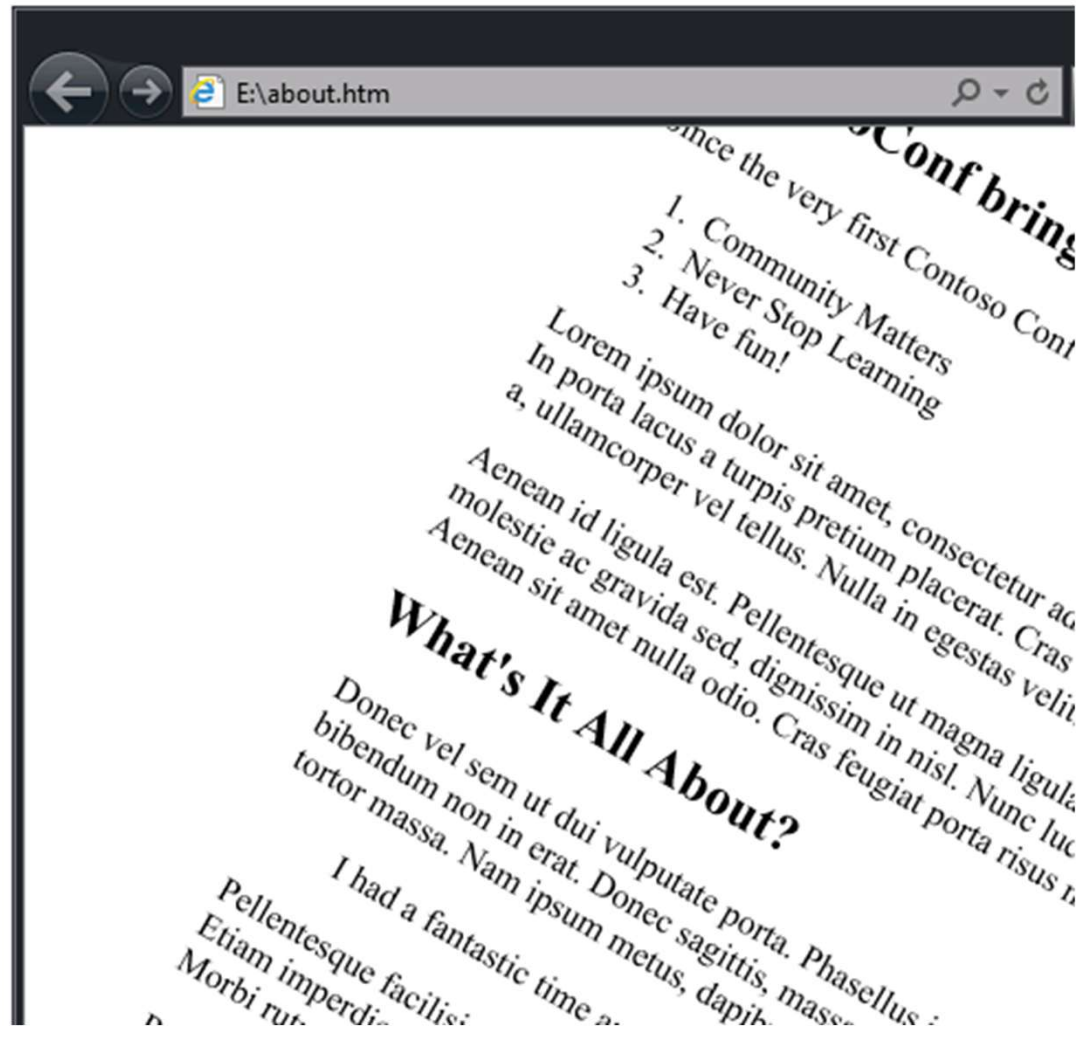 E:\about.htm
Conf bring
the very first Contoso Conf
1. Community Matters
2. Never Stop Learning
3. Have fun!
Lorem ipsum dolor sit amet, consectetur
In porta lacus a turpis pretium placerat. Cras
a, ullamcorper vel tellus. Nulla in egestas velit
Aenean id ligula est. Pellentesque ut magna ligula
molestie ac gravida sed, dignissim in nisl. Nunc luc
Aenean sit amet nulla odio. Cras feugiat porta risus
What's It All About?
Donec vel sem ut dui vulputate porta. Phasellus
bibendum non in erat. Donec sagittis, massa
tortor massa. Nam ipsum metus, dapib
I had a fantastic time
Pellentesque facilisi
Etiam imperdie
Morbi rut